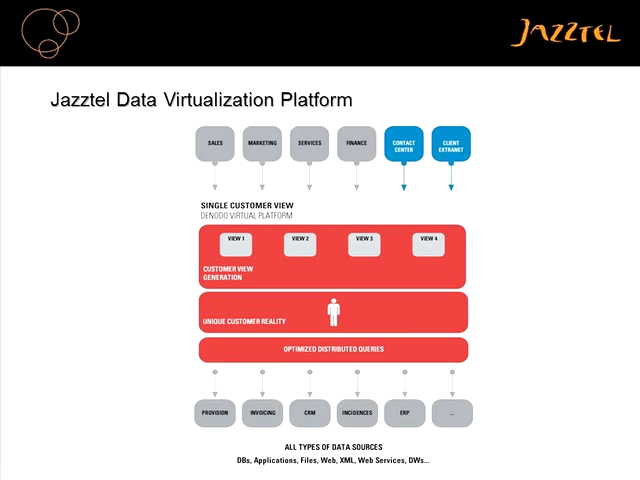 JAZZTEL
Jazztel Data Virtualization Platform
SALES
MARKETING
SERVICES
FINANCE
CONTACT
CENTER
CLIENT
EXTRANET
SINGLE CUSTOMER VIEW
DENODO VIRTUAL PLATFORM
VIEW 1
VIEW 2
VIEW 3
VIEW 4
CUSTOMER VIEW
GENERATION
UNIQUE CUSTOMER REALITY
OPTIMIZED DISTRIBUTED QUERIES
PROVISION
INVOICING
CRM
INCIDENCES
ERP
...
ALL TYPES OF DATA SOURCES
DBs, Applications, Files, Web, XML, Web Services, DWs...